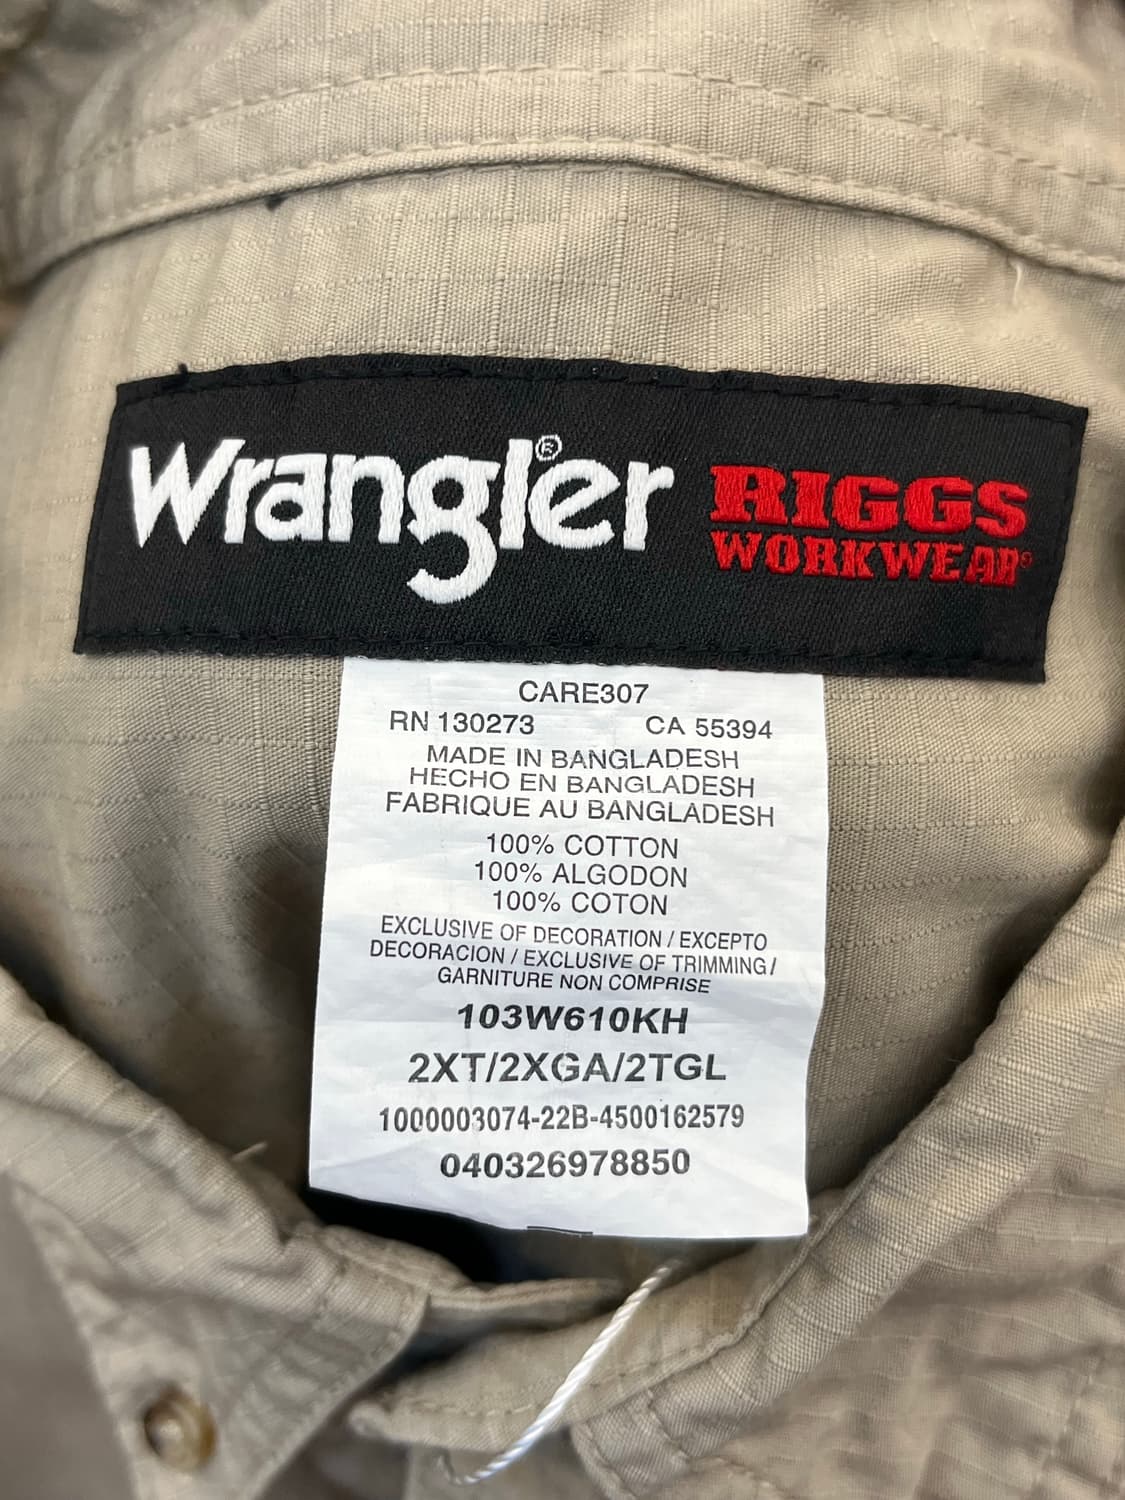 Wrangler® RIGGS
WORKWEAR®
CARE307
RN 130273 CA 55394
MADE IN BANGLADESH
HECHO EN BANGLADESH
FABRIQUE AU BANGLADESH
100% COTTON
100% ALGODON
100% COTON
EXCLUSIVE OF DECORATION / EXCEPTO
DECORACION / EXCLUSIVE OF TRIMMING/
GARNITURE NON COMPRISE
103W610KH
2XT/2XGA/2TGL
1000003074-22B-4500162579
040326978850